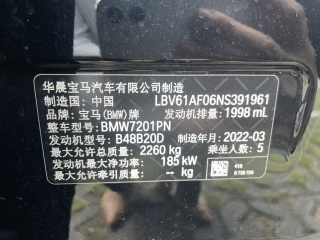 华晨宝马汽车有限公司制造
制造国：中国 LBV61AF06NS391961
品牌：宝马(BMW)牌 发动机排量：1998 mL
整车型号：BMW7201PN
发动机型号：B48B20D 制造年月：2022-03
最大允许总质量：2260 kg 乘坐人数：5
发动机最大净功率：185 kW
最大允许牵引质量：-- kg